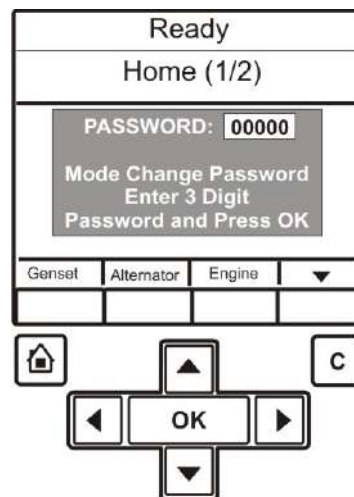 Ready
Home (1/2)
PASSWORD: 00000
Mode Change Password
Enter 3 Digit
Password and Press OK
Genset Alternator Engine ▼
C
OK